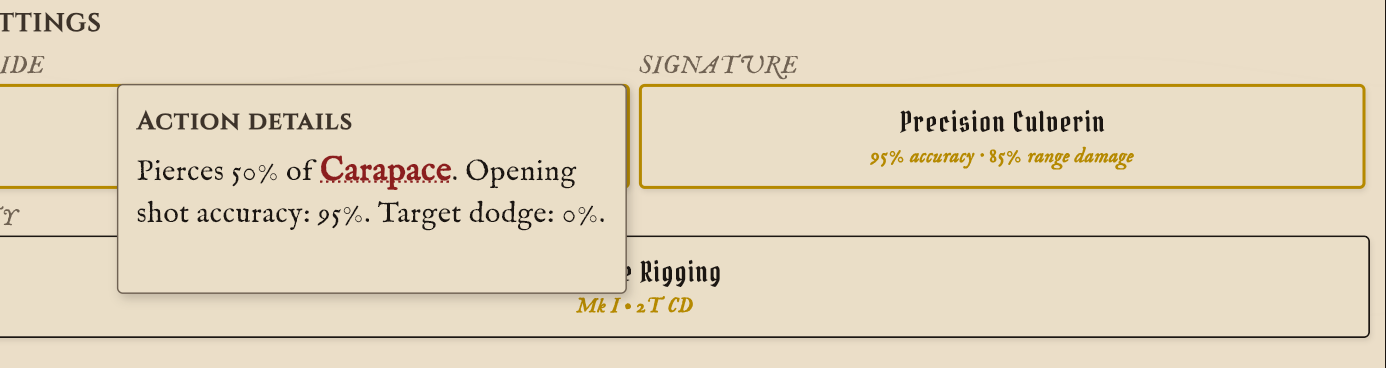 TTINGS
IDE
SIGNATURE
ACTION DETAILS
Pierces 50% of Carapace. Opening
shot accuracy: 95%. Target dodge: 0%.
Precision Culverin
95% accuracy · 85% range damage
TY
e Rigging
Mk I • 2T CD